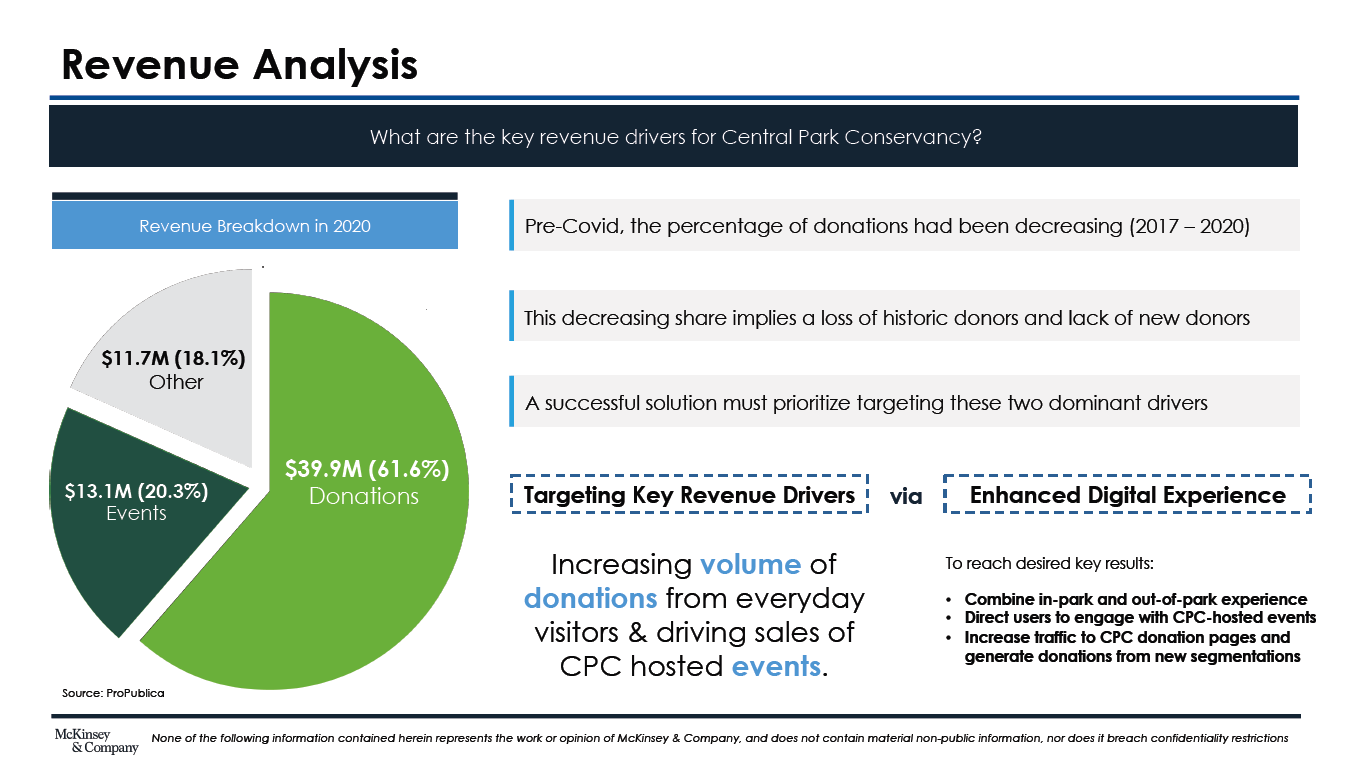 Revenue Analysis
What are the key revenue drivers for Central Park Conservancy?
Revenue Breakdown in 2020
$11.7M (18.1%)
Other
$13.1M (20.3%)
Events
$39.9M (61.6%)
Donations
Source: ProPublica
Pre-Covid, the percentage of donations had been decreasing (2017 – 2020)
This decreasing share implies a loss of historic donors and lack of new donors
A successful solution must prioritize targeting these two dominant drivers
Targeting Key Revenue Drivers
via
Enhanced Digital Experience
Increasing volume of
donations from everyday
visitors & driving sales of
CPC hosted events.
To reach desired key results:
• Combine in-park and out-of-park experience
• Direct users to engage with CPC-hosted events
• Increase traffic to CPC donation pages and
generate donations from new segmentations
McKinsey
& Company
None of the following information contained herein represents the work or opinion of McKinsey & Company, and does not contain material non-public information, nor does it breach confidentiality restrictions